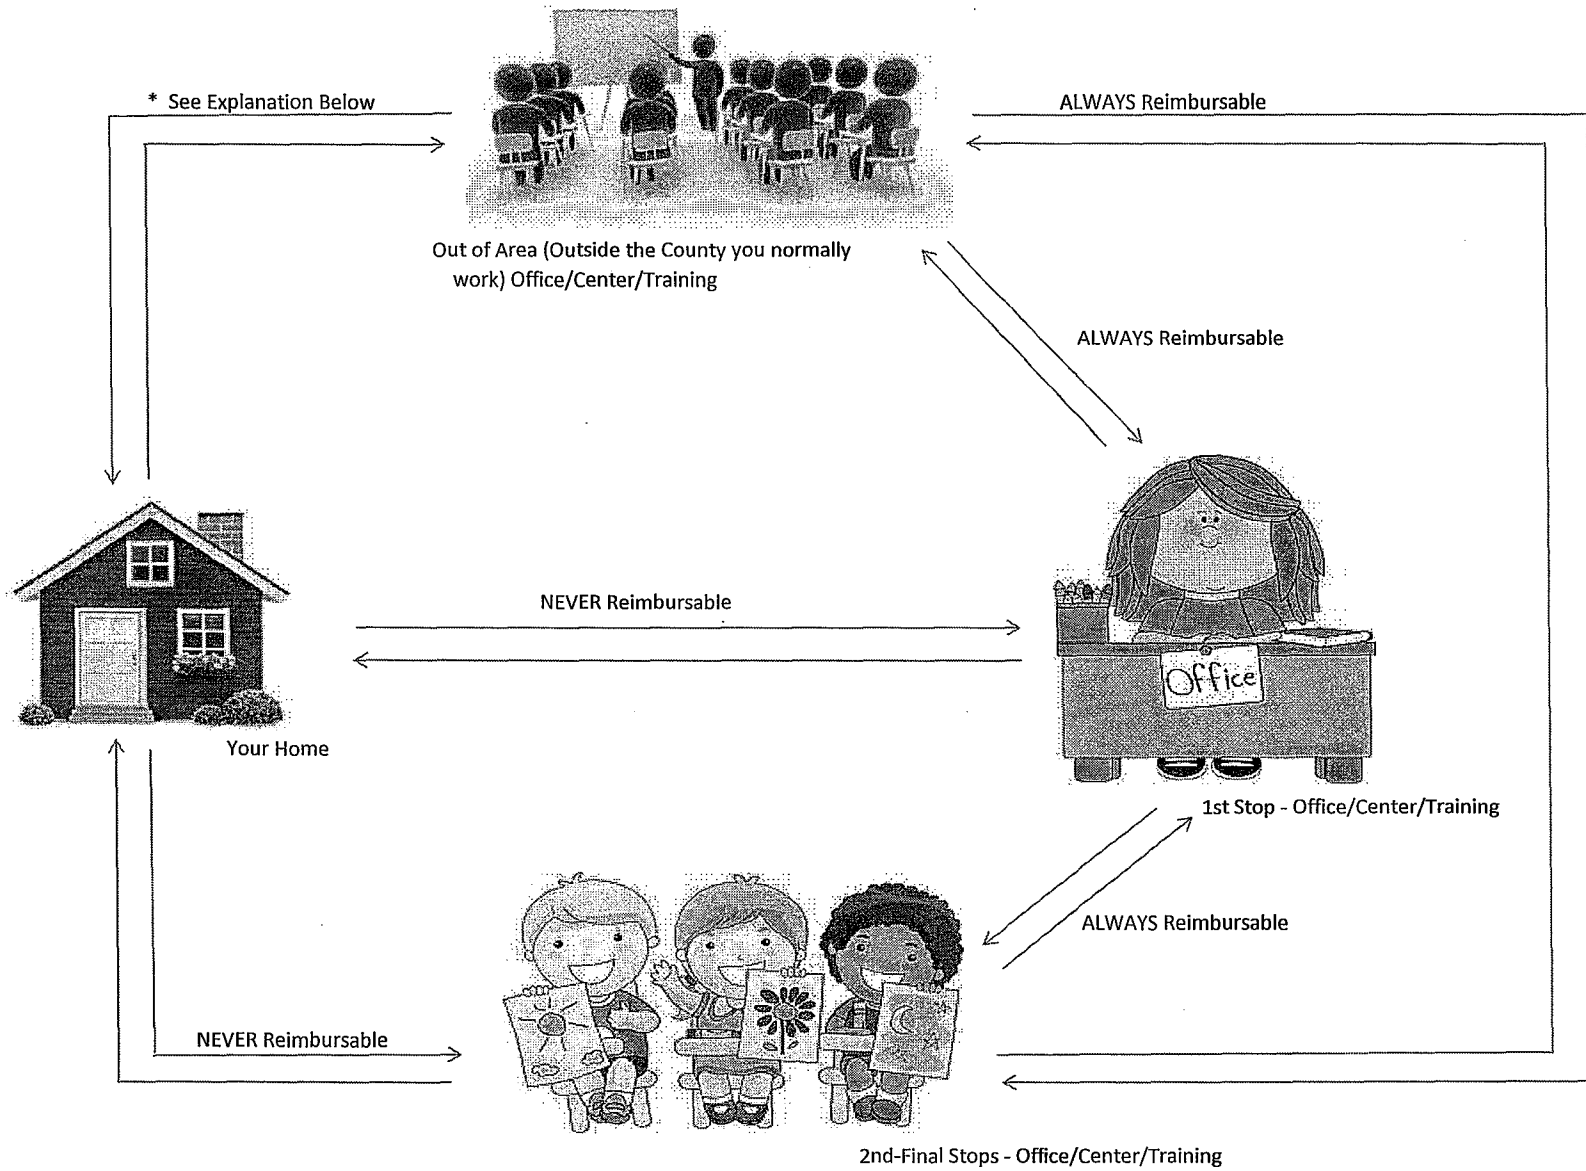 * See Explanation Below
ALWAYS Reimbursable
Out of Area (Outside the County you normally
work) Office/Center/Training
ALWAYS Reimbursable
NEVER Reimbursable
Office
Your Home
1st Stop - Office/Center/Training
ALWAYS Reimbursable
NEVER Reimbursable
2nd-Final Stops - Office/Center/Training